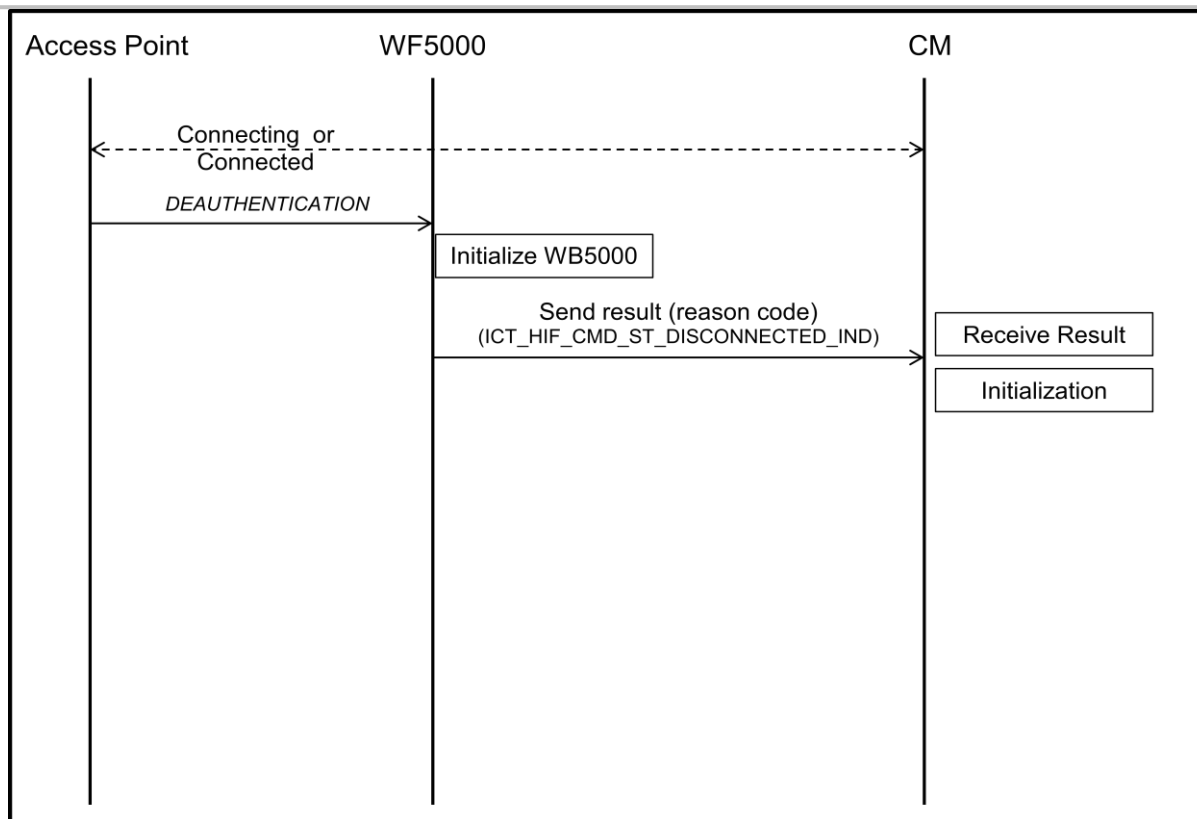 Access Point
WF5000
CM
Connecting or
Connected
DEAUTHENTICATION
Initialize WB5000
Send result (reason code)
(ICT_HIF_CMD_ST_DISCONNECTED_IND)
Receive Result
Initialization